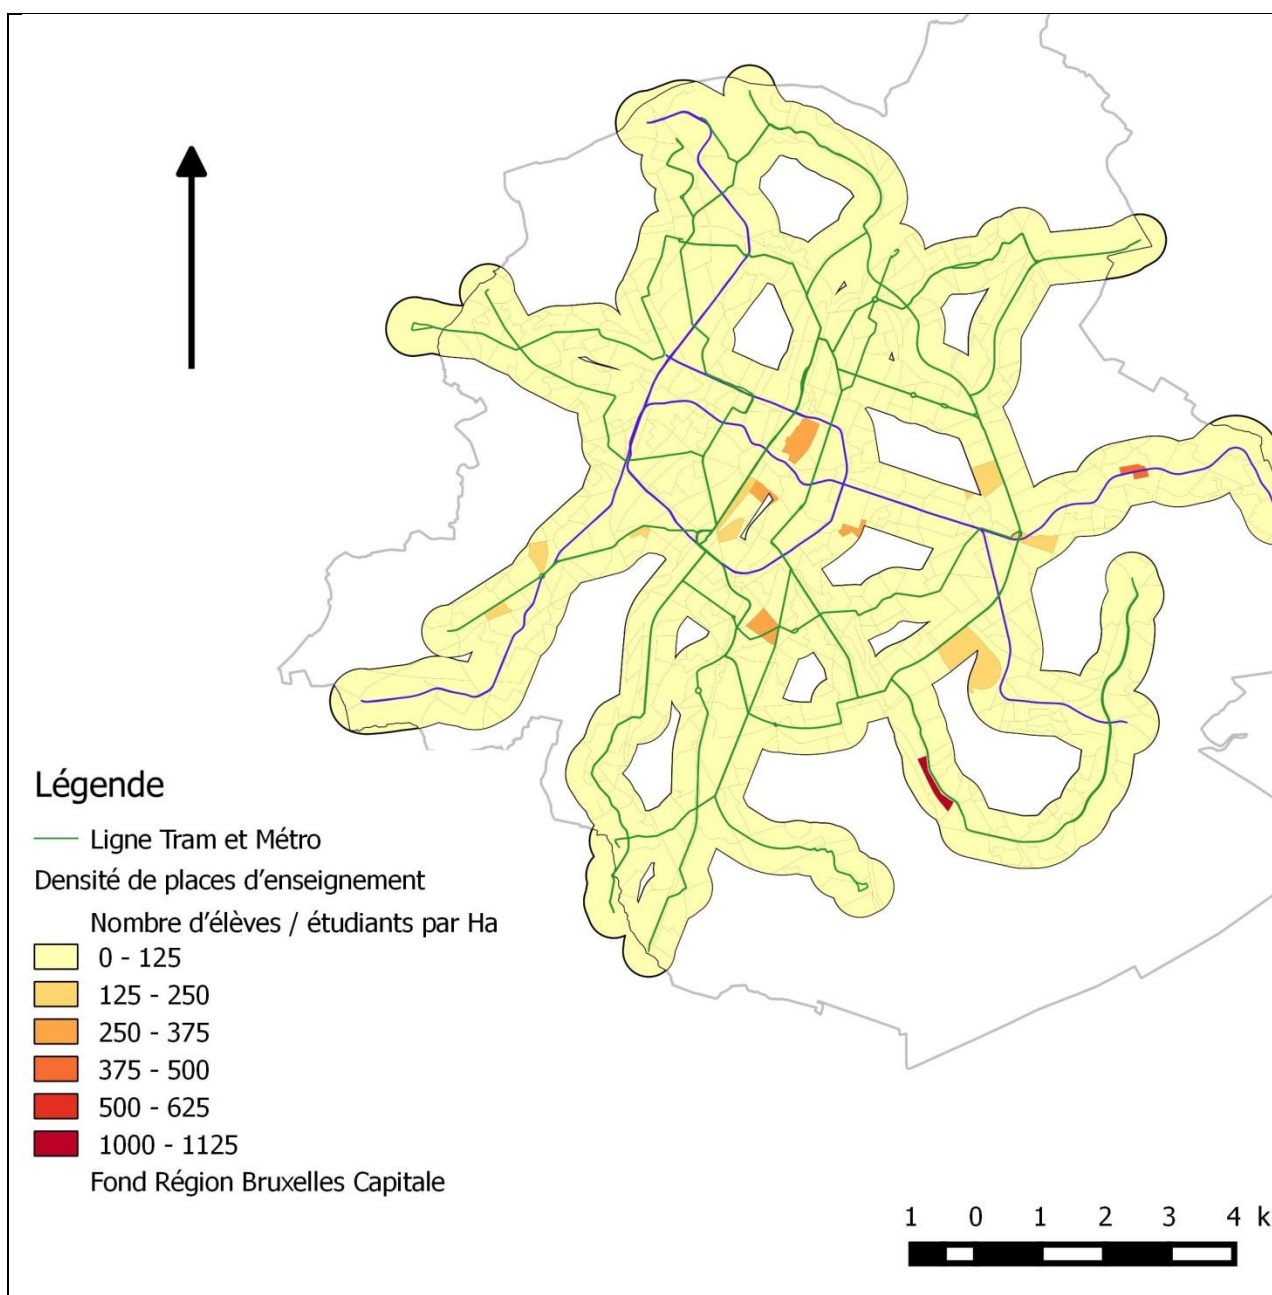 Légende
Ligne Tram et Métro
Densité de places d’enseignement
Nombre d’élèves / étudiants par Ha
0 - 125
125 - 250
250 - 375
375 - 500
500 - 625
1000 - 1125
Fond Région Bruxelles Capitale
1 0 1 2 3 4 k